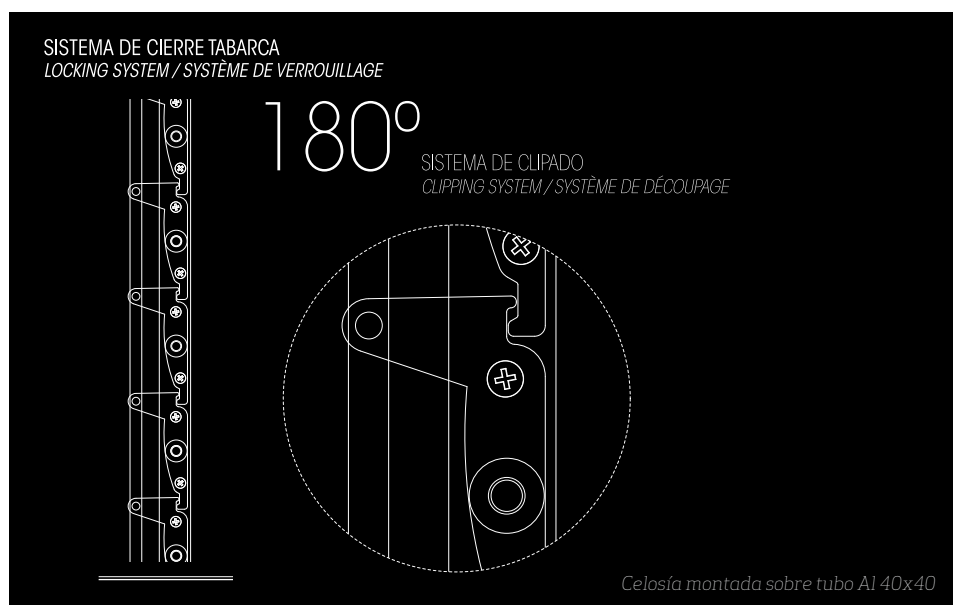 SISTEMA DE CIERRE TABARCA
LOCKING SYSTEM / SYSTÈME DE VERROUILLAGE
180º
SISTEMA DE CLIPADO
CLIPPING SYSTEM / SYSTÈME DE DÉCOUPAGE
Celosía montada sobre tubo Al 40x40